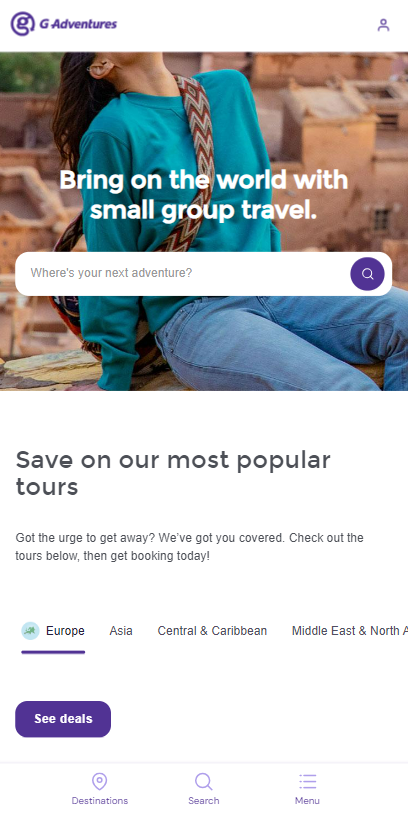 G Adventures
Bring on the world with
small group travel.
Where's your next adventure?
Save on our most popular
tours
Got the urge to get away? We've got you covered. Check out the
tours below, then get booking today!
Europe Asia Central & Caribbean Middle East & North A
See deals
Destinations Search Menu